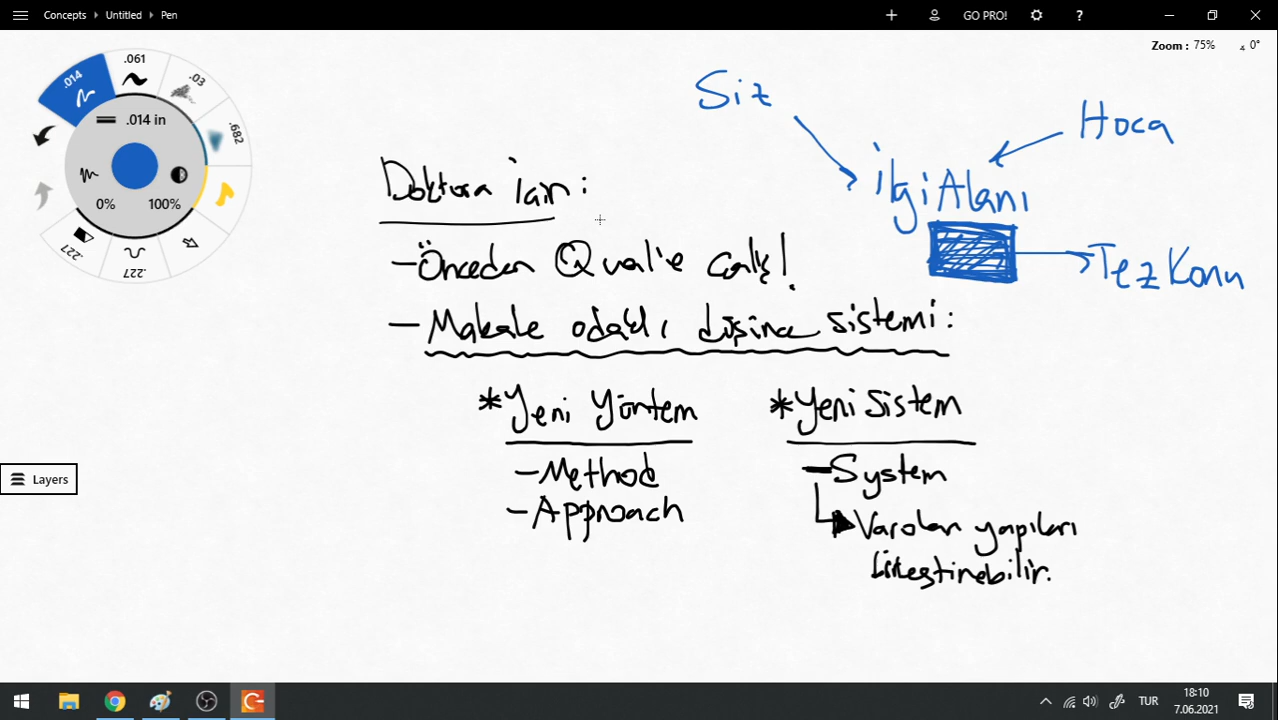 Concepts > Untitled > Pen
GO PRO!
?
Zoom : 75% 0°
.061
.014
.03
.014 in
.682
0% 100%
.227
.227
Layers
Siz
Hoca
İlgi Alanı
Tez Konu
Doktora İçin:
- Önceden Qual'e Çalış!
- Makale odaklı düşünce sistemi:
* Yeni Yöntem
- Method
- Approach
* Yeni Sistem
- System
Varolan yapıları
birleştirebilir.
TUR
18:10
7.06.2021